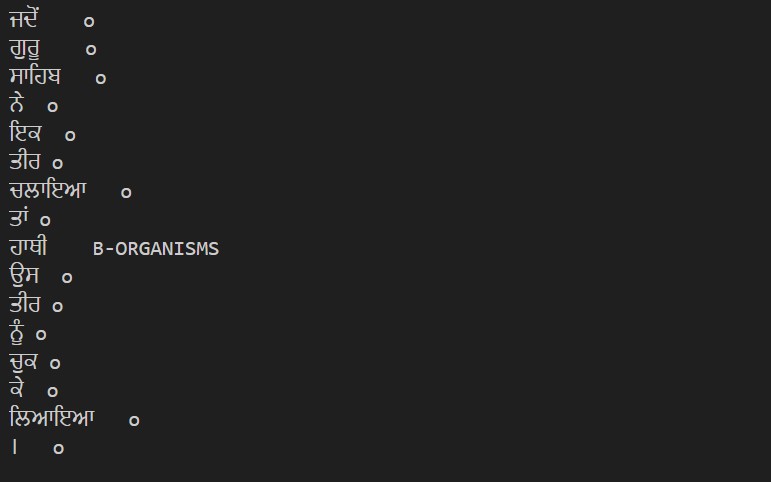 ਜਦੋਂ o
ਗੁਰੂ o
ਸਾਹਿਬ o
ਨੇ o
ਇਕ o
ਤੀਰ o
ਚਲਾਇਆ o
ਤਾਂ o
ਹਾਥੀ B-ORGANISMS
ਉਸ o
ਤੀਰ o
ਨੂੰ o
ਚੁਕ o
ਕੇ o
ਲਿਆਇਆ o
। o